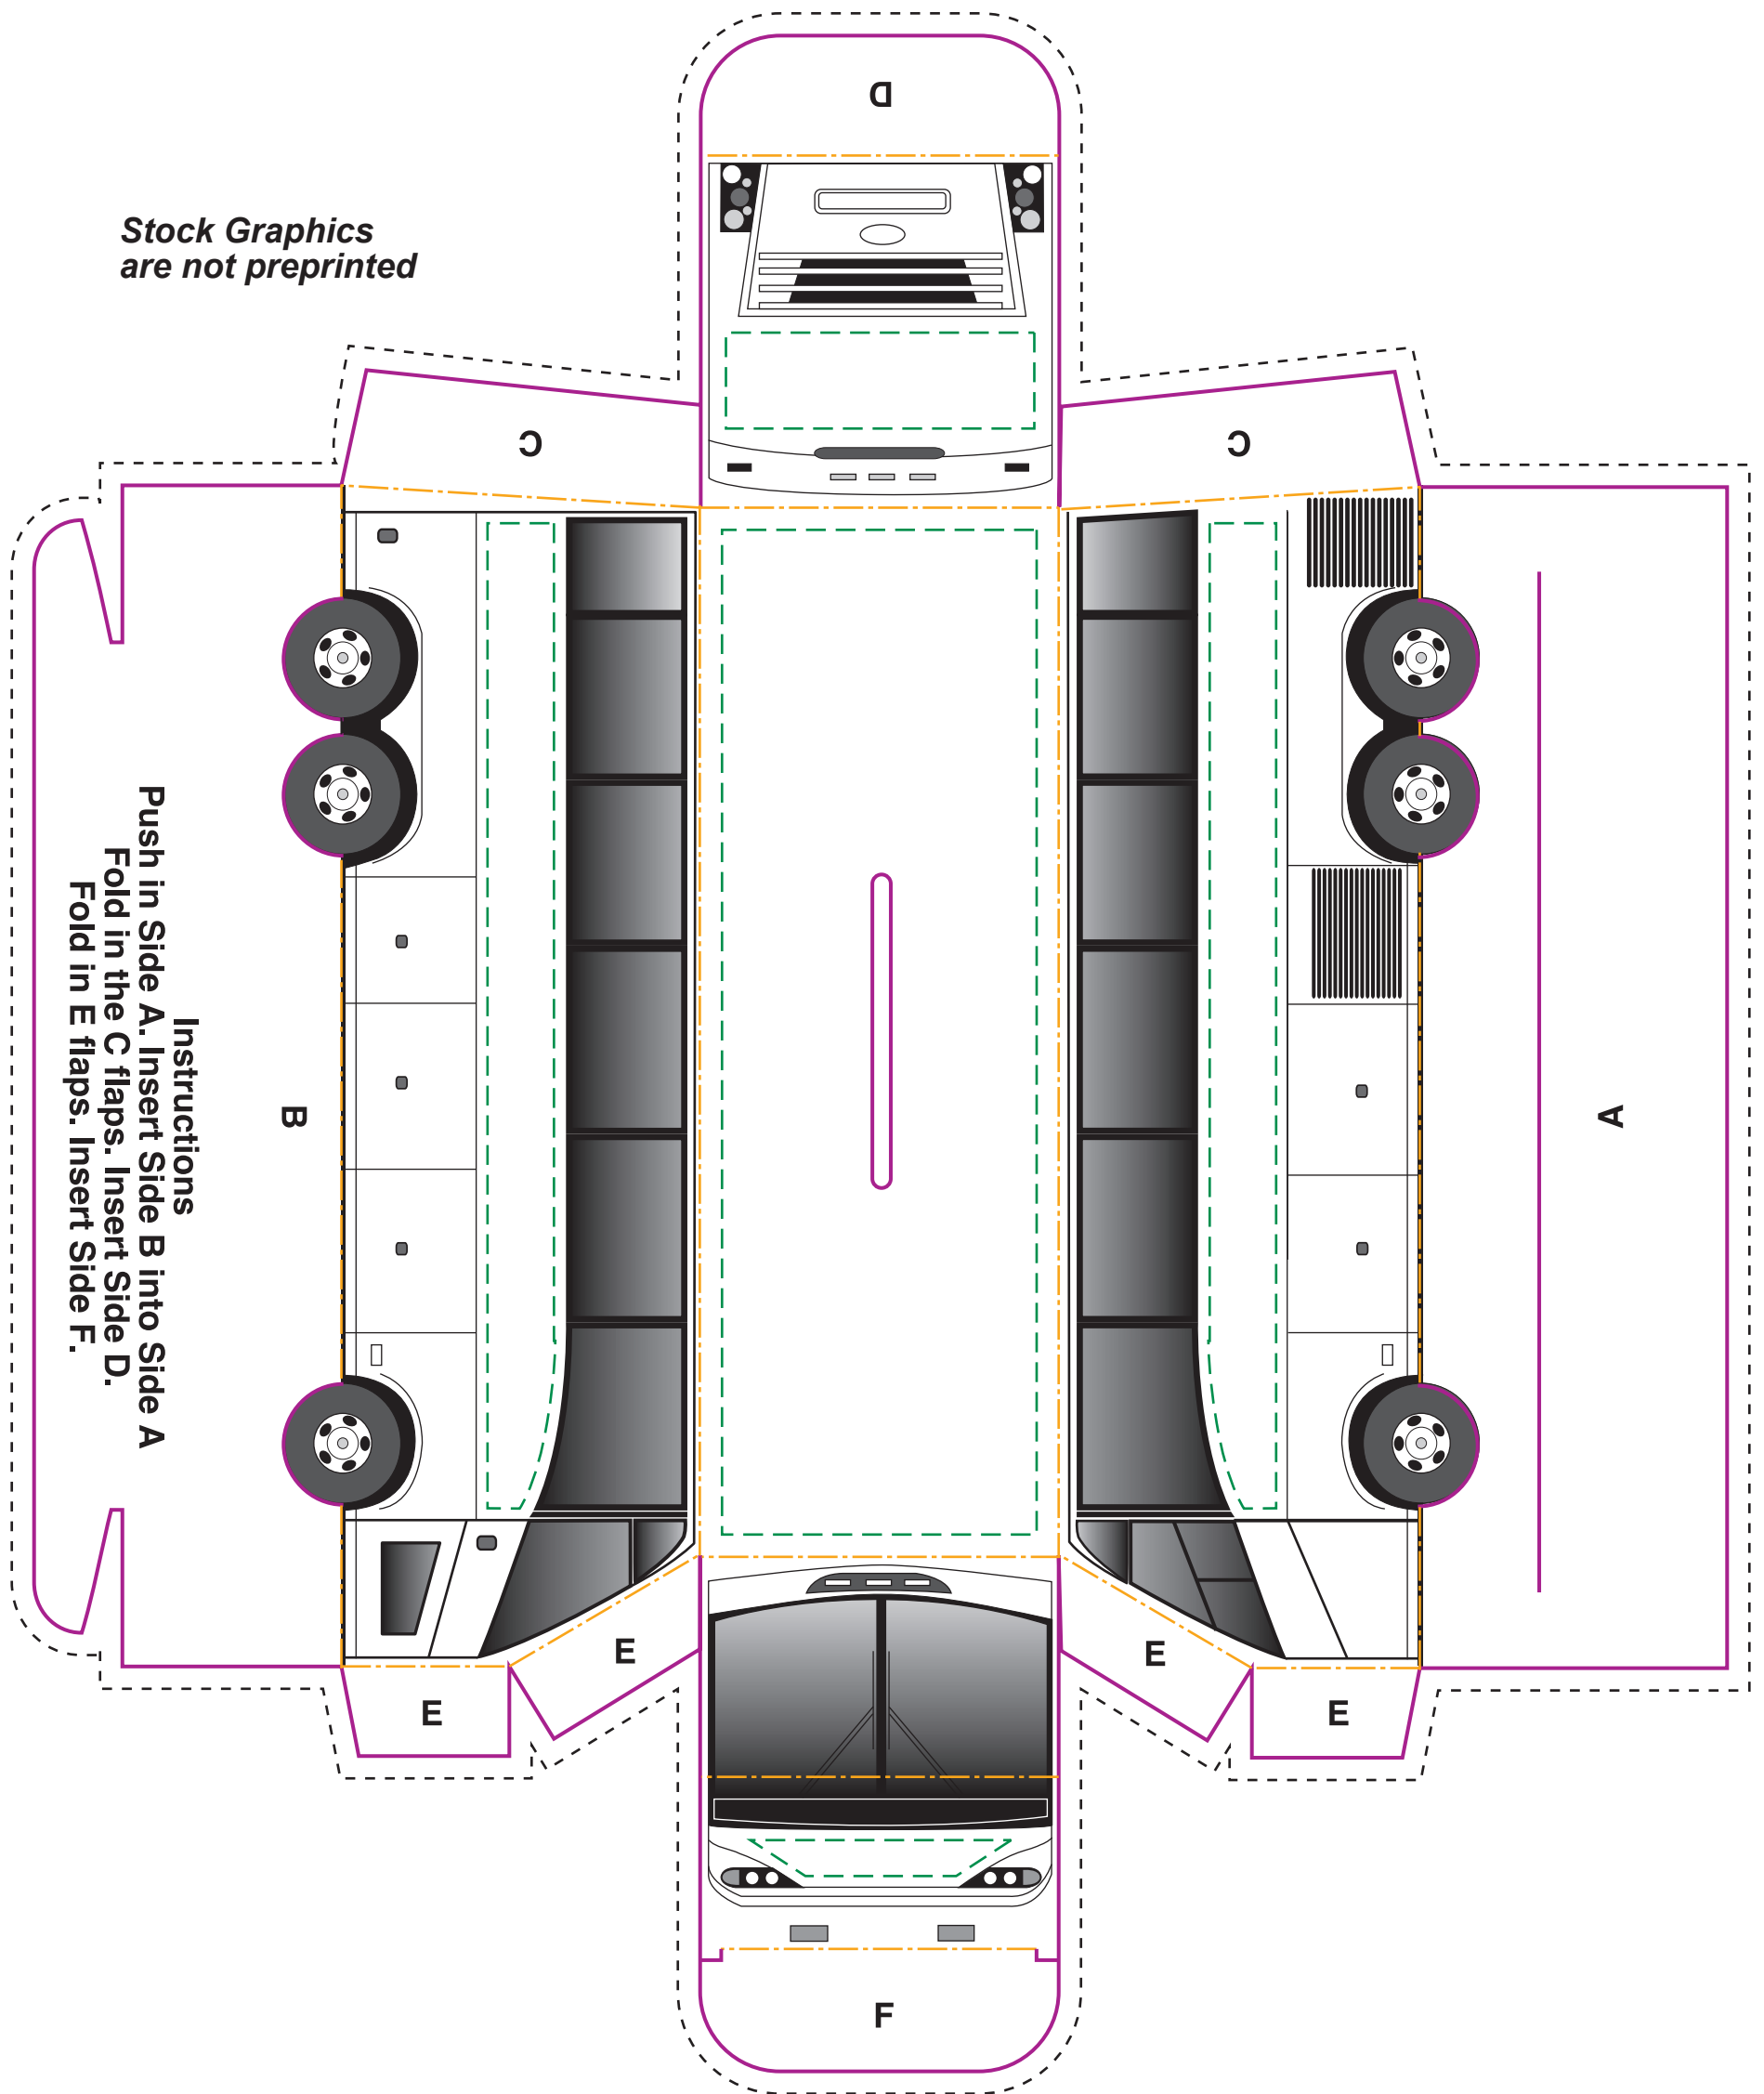 D
Stock Graphics
are not preprinted
C
C
Instructions
Push in Side A. Insert Side B into Side A
Fold in the C flaps. Insert Side D.
Fold in E flaps. Insert Side F.
B
A
E
E
E
E
F